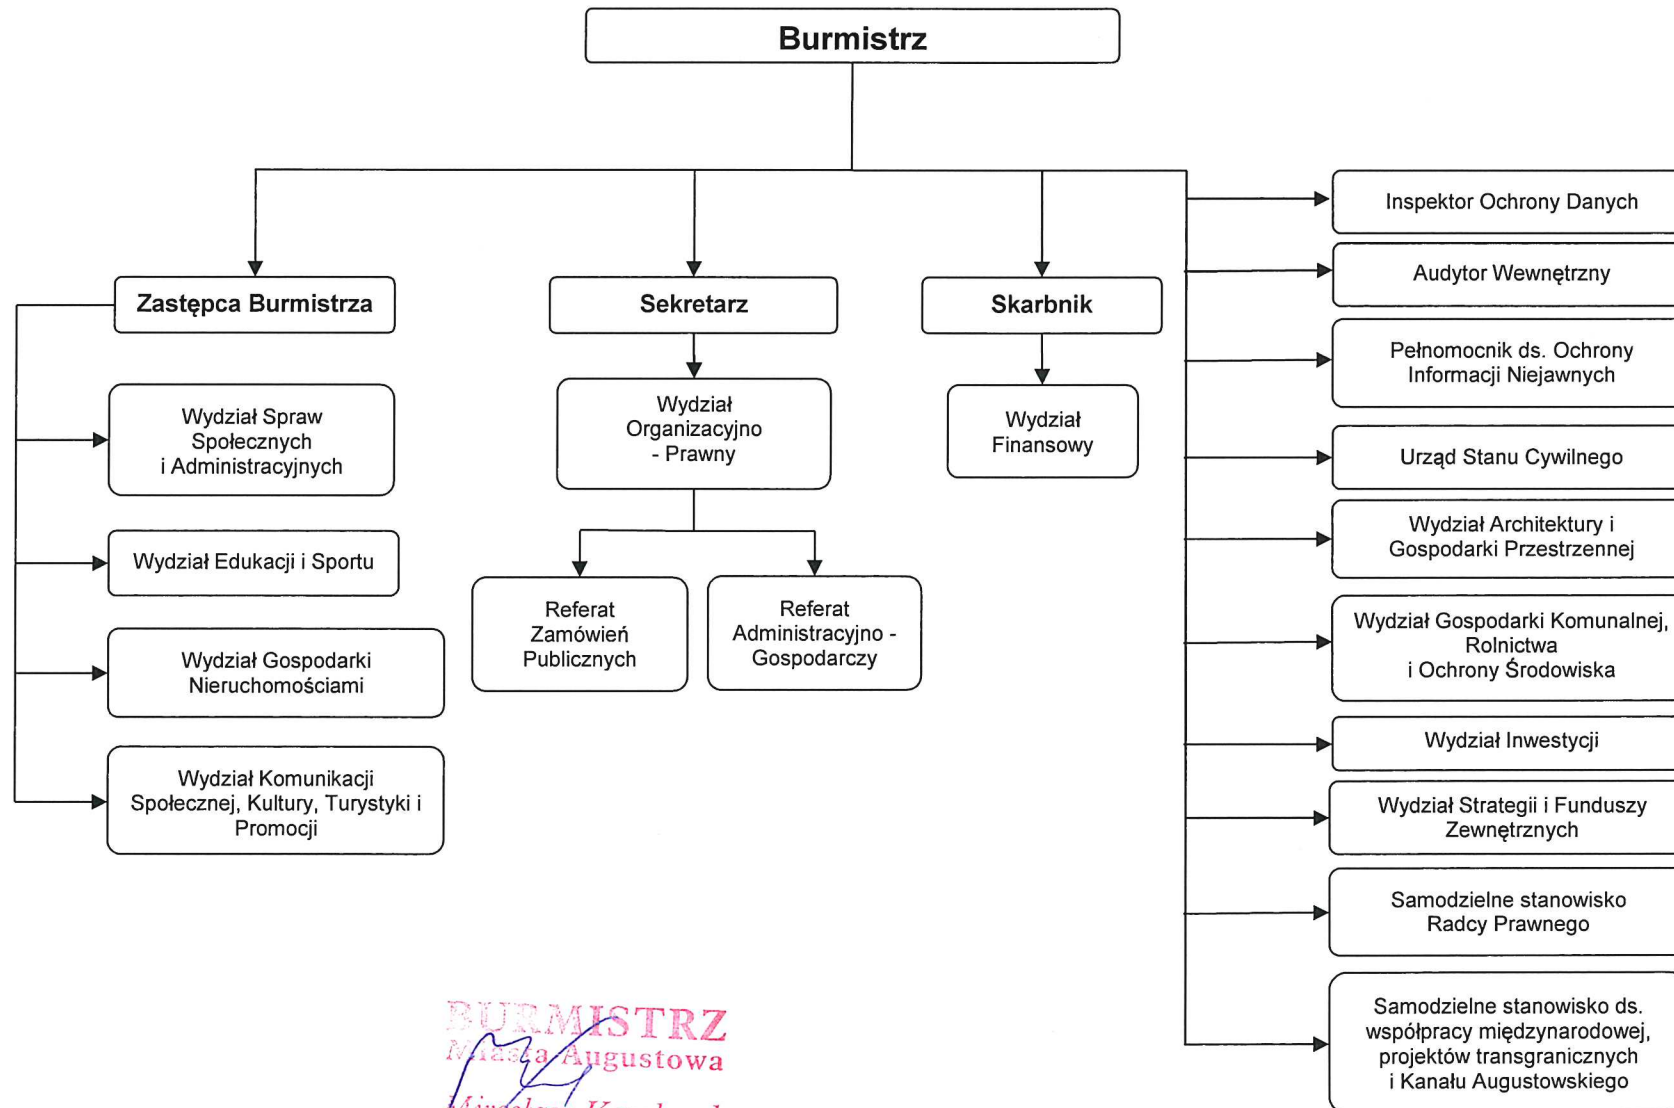 Burmistrz
Zastępca Burmistrza
Sekretarz
Skarbnik
Wydział Spraw
Społecznych
i Administracyjnych
Wydział Edukacji i Sportu
Wydział Gospodarki
Nieruchomościami
Wydział Komunikacji
Społecznej, Kultury, Turystyki i
Promocji
Wydział
Organizacyjno
- Prawny
Referat
Zamówień
Publicznych
Referat
Administracyjno -
Gospodarczy
Wydział
Finansowy
Inspektor Ochrony Danych
Audytor Wewnętrzny
Pełnomocnik ds. Ochrony
Informacji Niejawnych
Urząd Stanu Cywilnego
Wydział Architektury i
Gospodarki Przestrzennej
Wydział Gospodarki Komunalnej,
Rolnictwa
i Ochrony Środowiska
Wydział Inwestycji
Wydział Strategii i Funduszy
Zewnętrznych
Samodzielne stanowisko
Radcy Prawnego
Samodzielne stanowisko ds.
współpracy międzynarodowej,
projektów transgranicznych
i Kanału Augustowskiego
BURMISTRZ
Miasta Augustowa